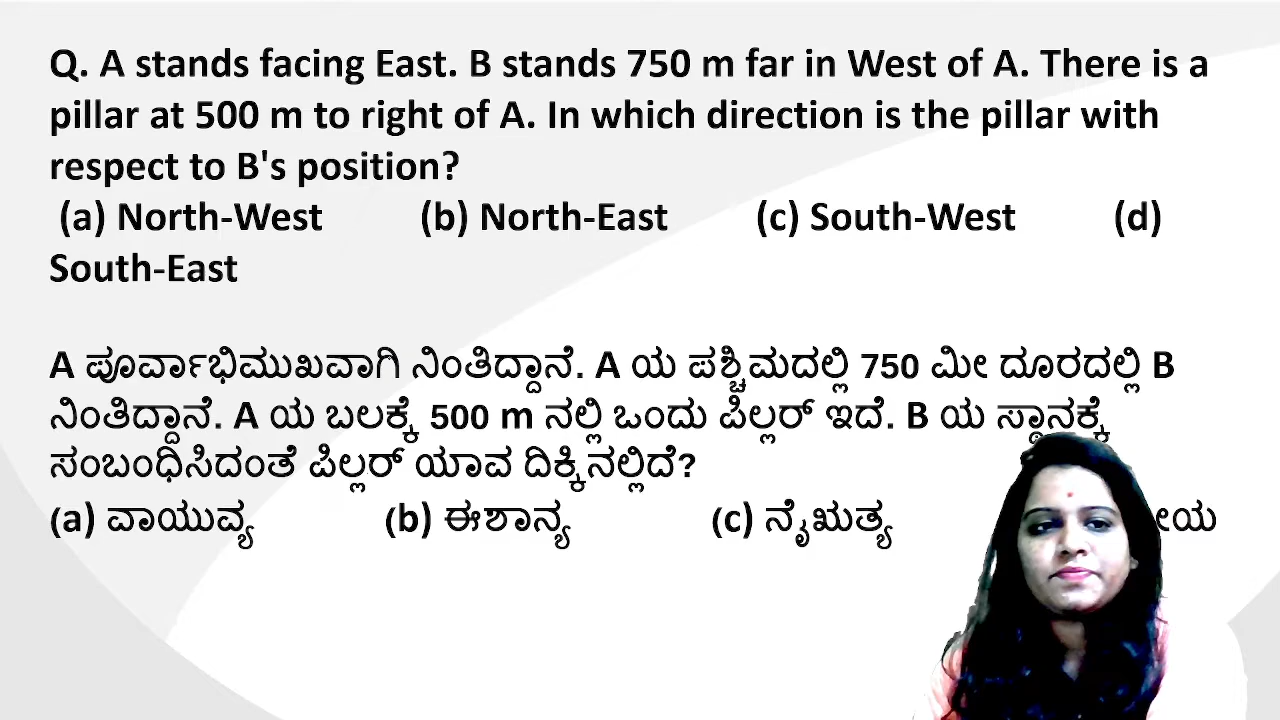 Q. A stands facing East. B stands 750 m far in West of A. There is a
pillar at 500 m to right of A. In which direction is the pillar with
respect to B's position?
(a) North-West (b) North-East (c) South-West (d)
South-East
A ಪೂರ್ವಾಭಿಮುಖವಾಗಿ ನಿಂತಿದ್ದಾನೆ. A ಯ ಪಶ್ಚಿಮದಲ್ಲಿ 750 ಮೀ ದೂರದಲ್ಲಿ B
ನಿಂತಿದ್ದಾನೆ. A ಯ ಬಲಕ್ಕೆ 500 m ನಲ್ಲಿ ಒಂದು ಪಿಲ್ಲರ್ ಇದೆ. B ಯ ಸ್ಥಾನಕ್ಕೆ
ಸಂಬಂಧಿಸಿದಂತೆ ಪಿಲ್ಲರ್ ಯಾವ ದಿಕ್ಕಿನಲ್ಲಿದೆ?
(a) ವಾಯುವ್ಯ (b) ಈಶಾನ್ಯ (c) ನೈಋತ್ಯ